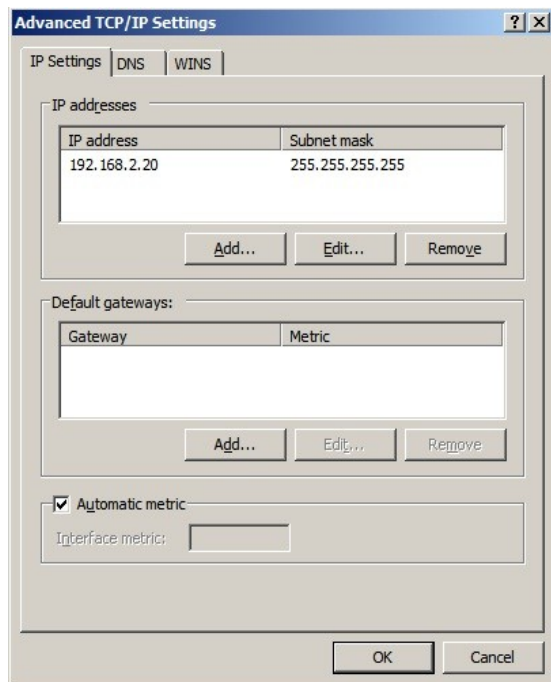 Advanced TCP/IP Settings
IP Settings DNS WINS
IP addresses
IP address Subnet mask
192.168.2.20 255.255.255.255
Add... Edit... Remove
Default gateways:
Gateway Metric
Add... Edit... Remove
Automatic metric
Interface metric:
OK Cancel